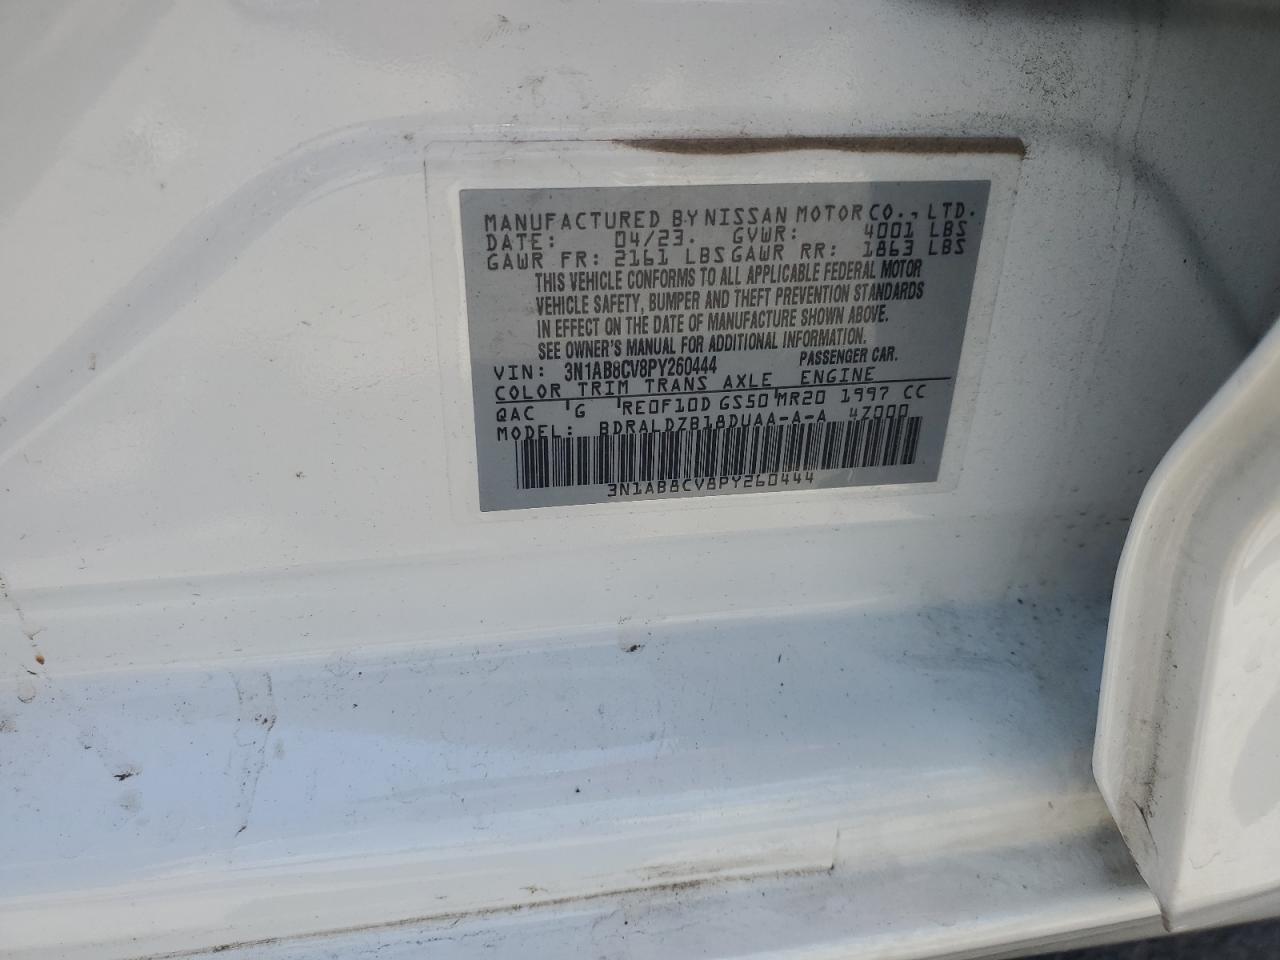 MANUFACTURED BY NISSAN MOTOR CO., LTD.
DATE: 04/23. GVWR: 4001 LBS
GAWR FR: 2161 LBS GAWR RR: 1863 LBS
THIS VEHICLE CONFORMS TO ALL APPLICABLE FEDERAL MOTOR
VEHICLE SAFETY, BUMPER AND THEFT PREVENTION STANDARDS
IN EFFECT ON THE DATE OF MANUFACTURE SHOWN ABOVE.
SEE OWNER'S MANUAL FOR ADDITIONAL INFORMATION.
VIN: 3N1AB8CV8PY260444 PASSENGER CAR.
COLOR TRIM TRANS AXLE ENGINE
QAC G RE0F10D GS50 MR20 1997 CC
MODEL: BDRALDZB18DUAA-A-A 4Z000
3N1AB8CV8PY260444